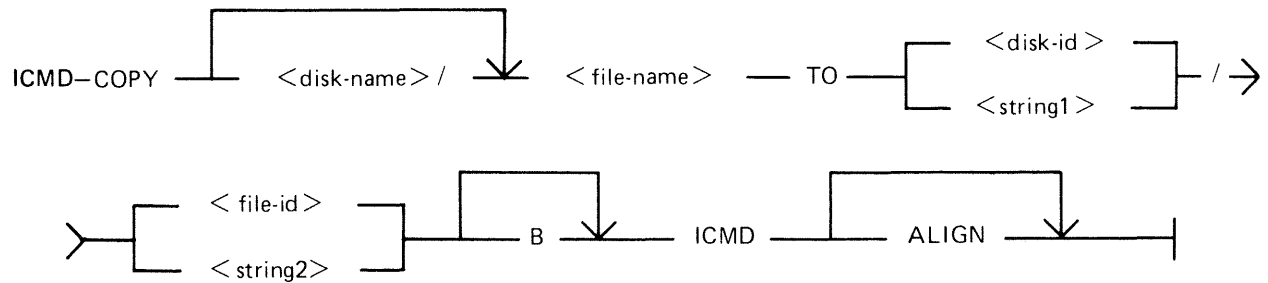 ICMD–COPY <disk-name> / <file-name> TO <disk-id> / 
<string1>
<file-id> B ICMD ALIGN
<string2>